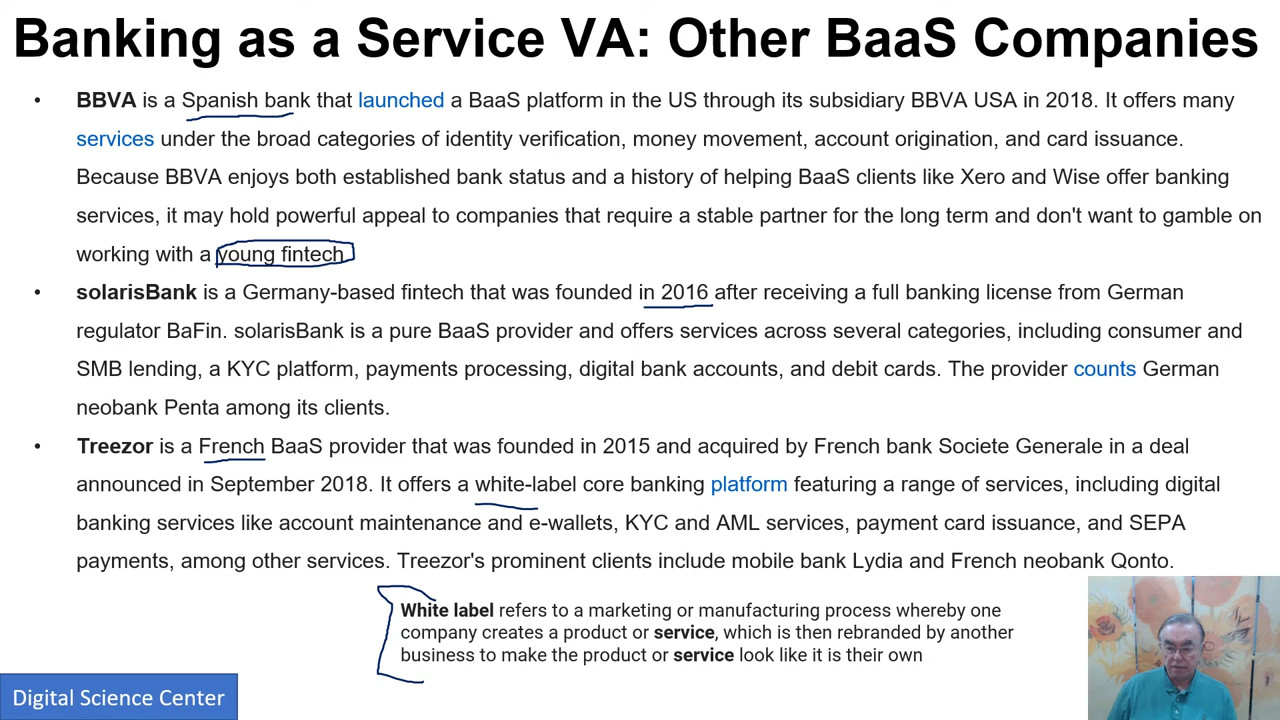 Banking as a Service VA: Other BaaS Companies
• BBVA is a Spanish bank that launched a BaaS platform in the US through its subsidiary BBVA USA in 2018. It offers many
services under the broad categories of identity verification, money movement, account origination, and card issuance.
Because BBVA enjoys both established bank status and a history of helping BaaS clients like Xero and Wise offer banking
services, it may hold powerful appeal to companies that require a stable partner for the long term and don't want to gamble on
working with a young fintech
• solarisBank is a Germany-based fintech that was founded in 2016 after receiving a full banking license from German
regulator BaFin. solarisBank is a pure BaaS provider and offers services across several categories, including consumer and
SMB lending, a KYC platform, payments processing, digital bank accounts, and debit cards. The provider counts German
neobank Penta among its clients.
• Treezor is a French BaaS provider that was founded in 2015 and acquired by French bank Societe Generale in a deal
announced in September 2018. It offers a white-label core banking platform featuring a range of services, including digital
banking services like account maintenance and e-wallets, KYC and AML services, payment card issuance, and SEPA
payments, among other services. Treezor's prominent clients include mobile bank Lydia and French neobank Qonto.
White label refers to a marketing or manufacturing process whereby one
company creates a product or service, which is then rebranded by another
business to make the product or service look like it is their own
Digital Science Center